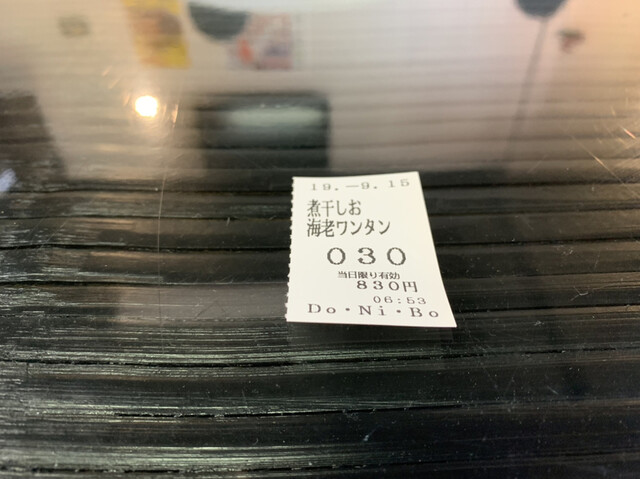 19.-9.15
煮干しお
海老ワンタン
030
当日限り有効
830円
06:53
Do・Ni・Bo